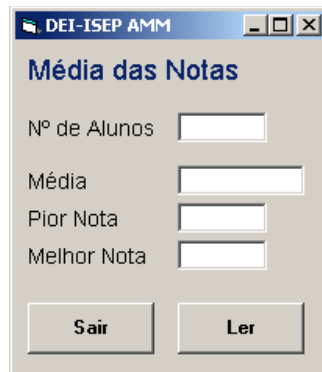 DEI-ISEP AMM
Média das Notas
Nº de Alunos
Média
Pior Nota
Melhor Nota
Sair Ler